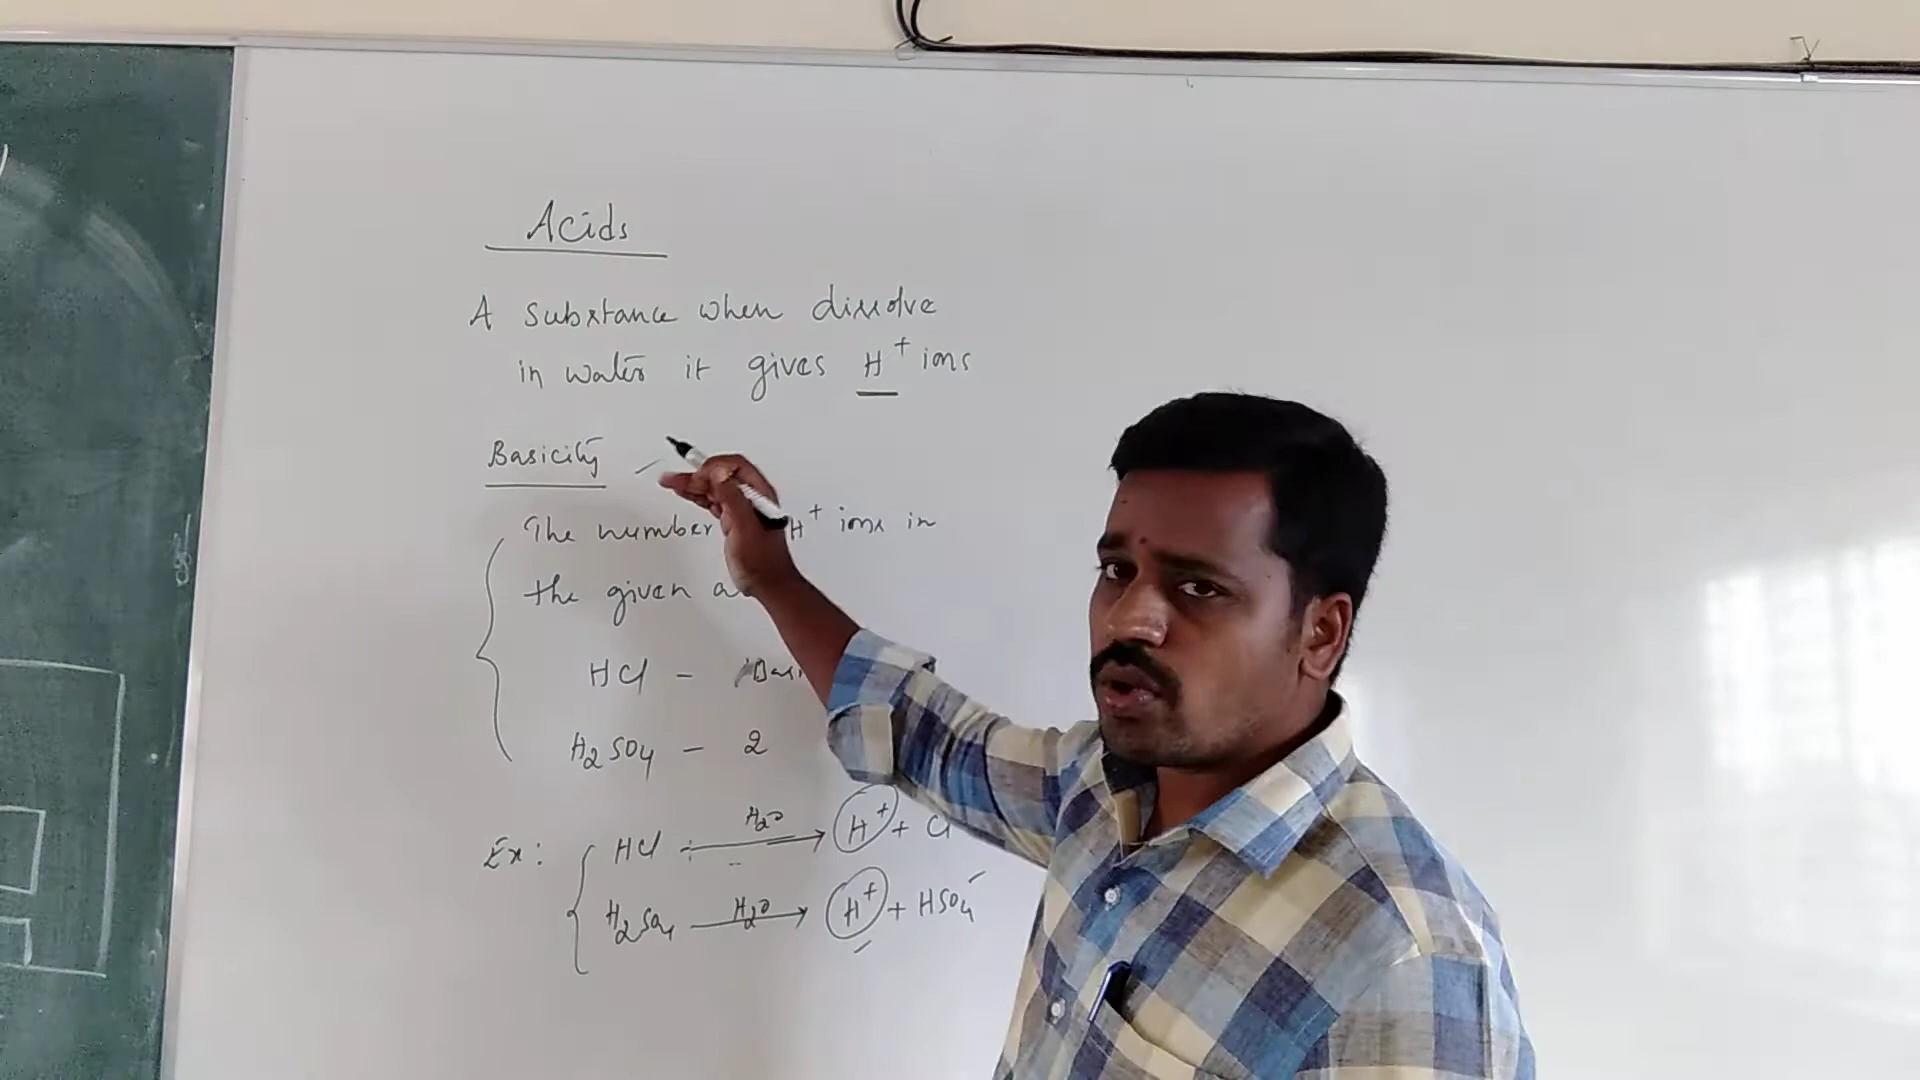 Acids
A substance when dissolve
in water it gives H⁺ ions
Basicity
The number H⁺ ions in
the given
HCl -
H₂SO₄ - 2
Ex: HCl H₂O → H⁺ + Cl
H₂SO₄ H₂O → H⁺ + HSO₄⁻